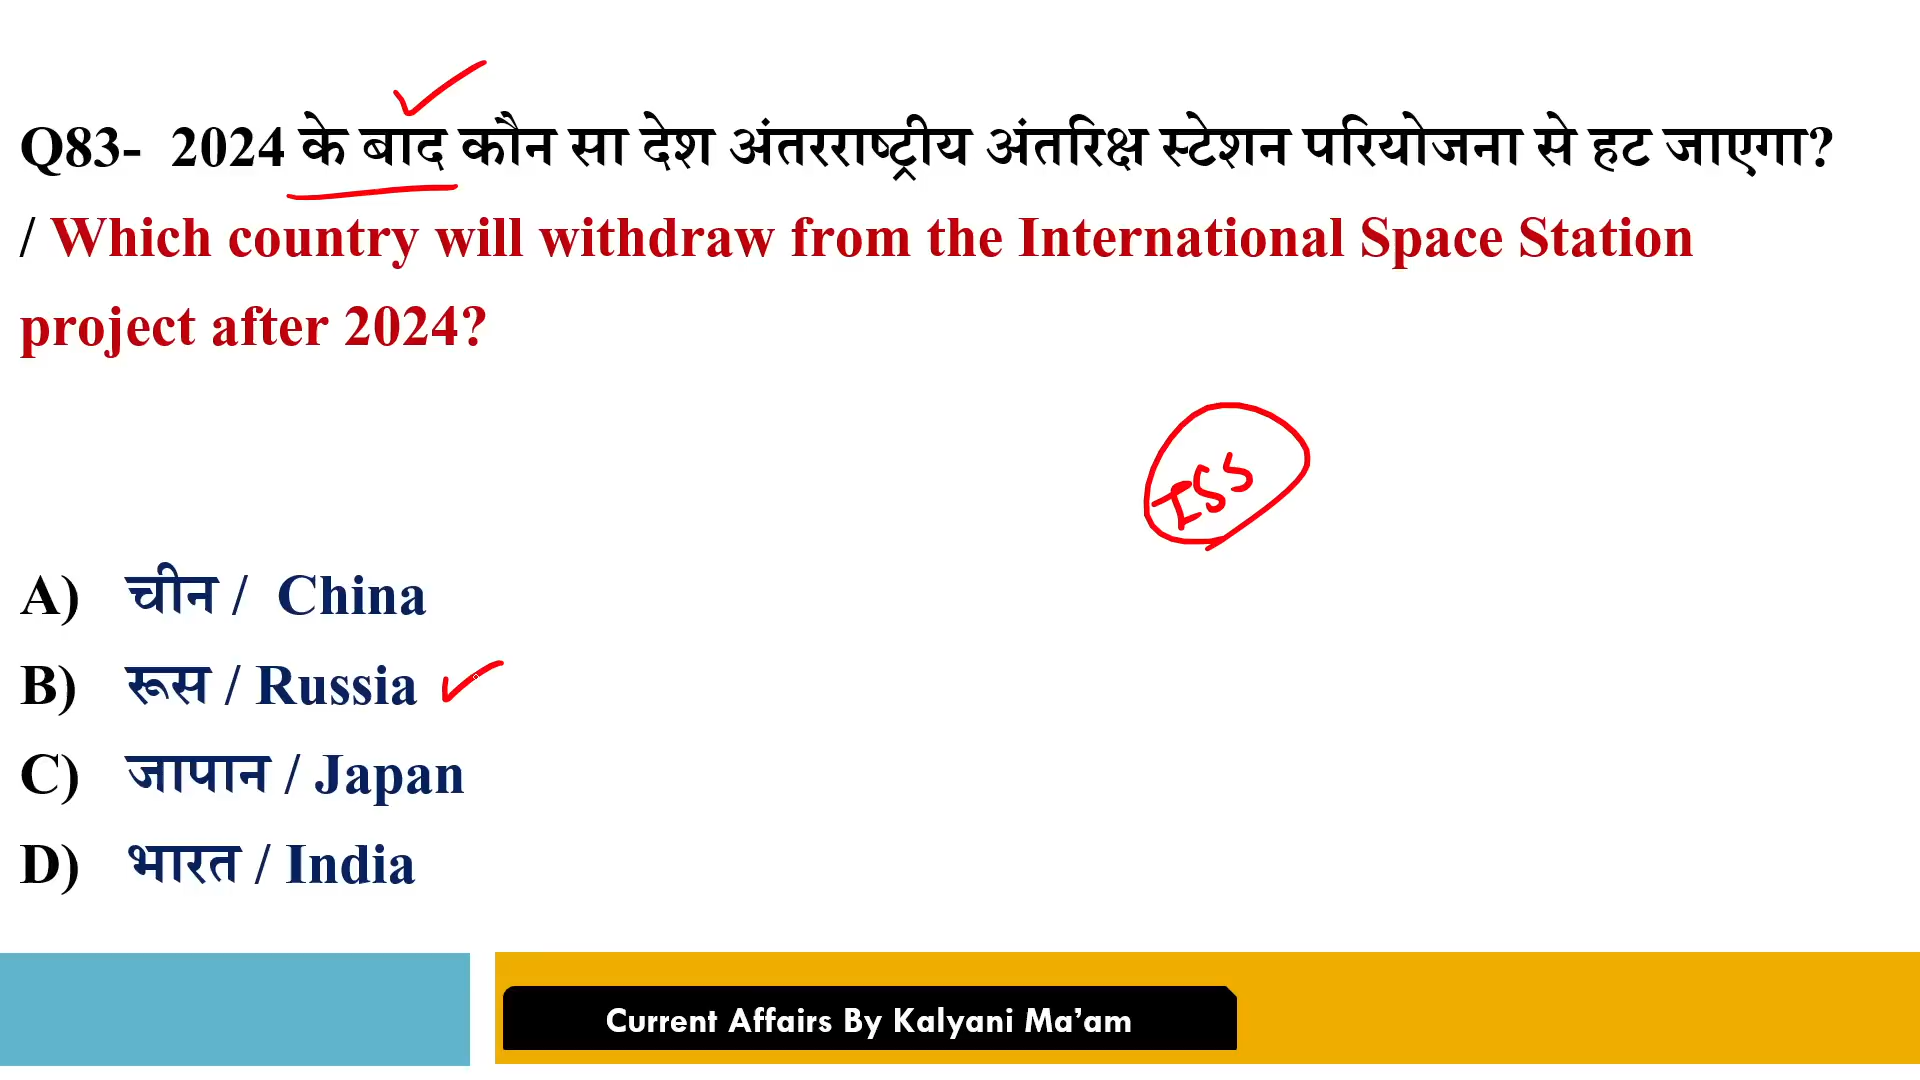 Q83- 2024 के बाद कौन सा देश अंतरराष्ट्रीय अंतरिक्ष स्टेशन परियोजना से हट जाएगा?
/ Which country will withdraw from the International Space Station
project after 2024?
ISS
A) चीन / China
B) रूस / Russia
C) जापान / Japan
D) भारत / India
Current Affairs By Kalyani Ma’am